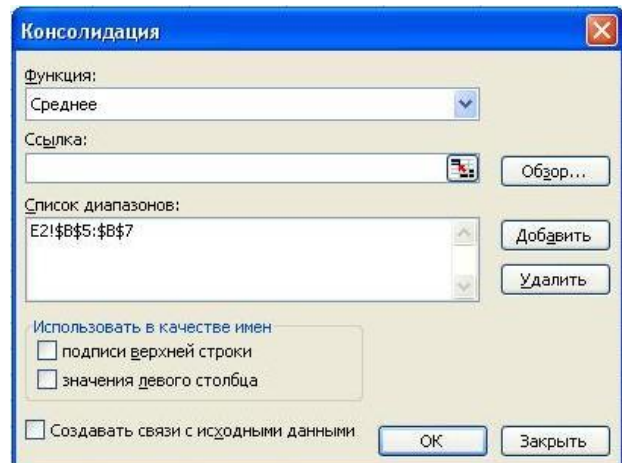 Консолидация
Функция:
Среднее
Ссылка:
Обзор...
Список диапазонов:
E2!$B$5:$B$7
Добавить
Удалить
Использовать в качестве имен
подписи верхней строки
значения левого столбца
Создавать связи с исходными данными
ОК
Закрыть